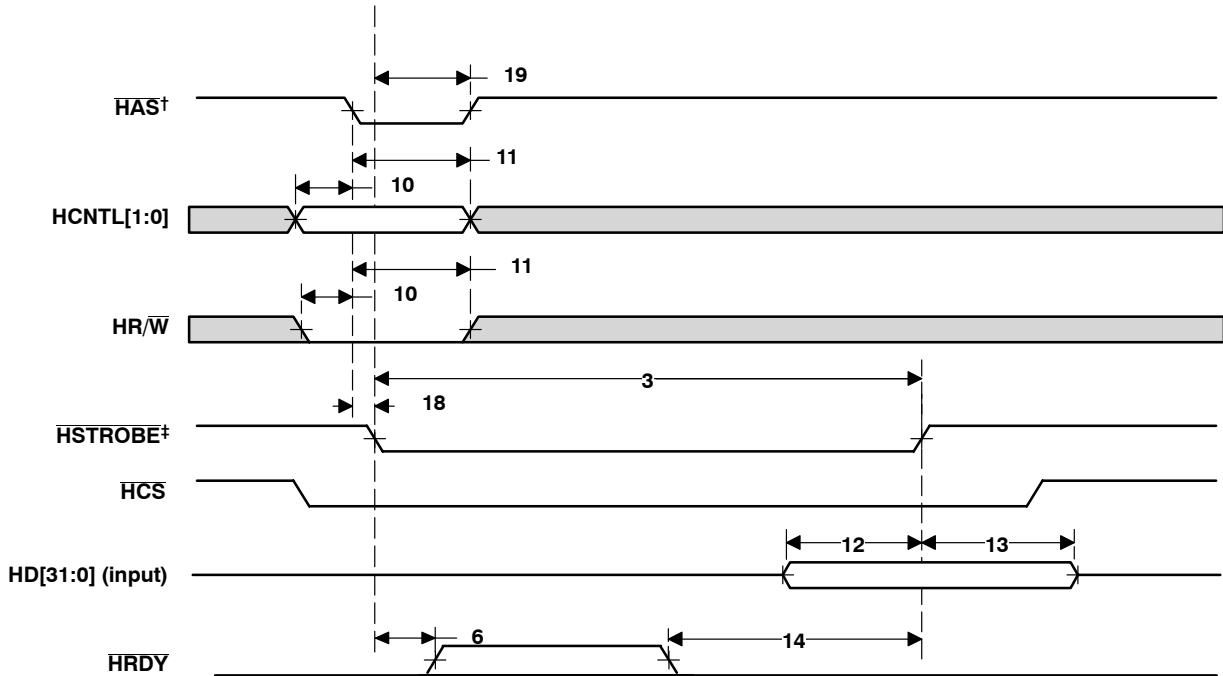 19
HAS†
11
10
HCNTL[1:0]
11
10
HR/W
3
18
HSTROBE‡
HCS
12
13
HD[31:0] (input)
6
14
HRDY